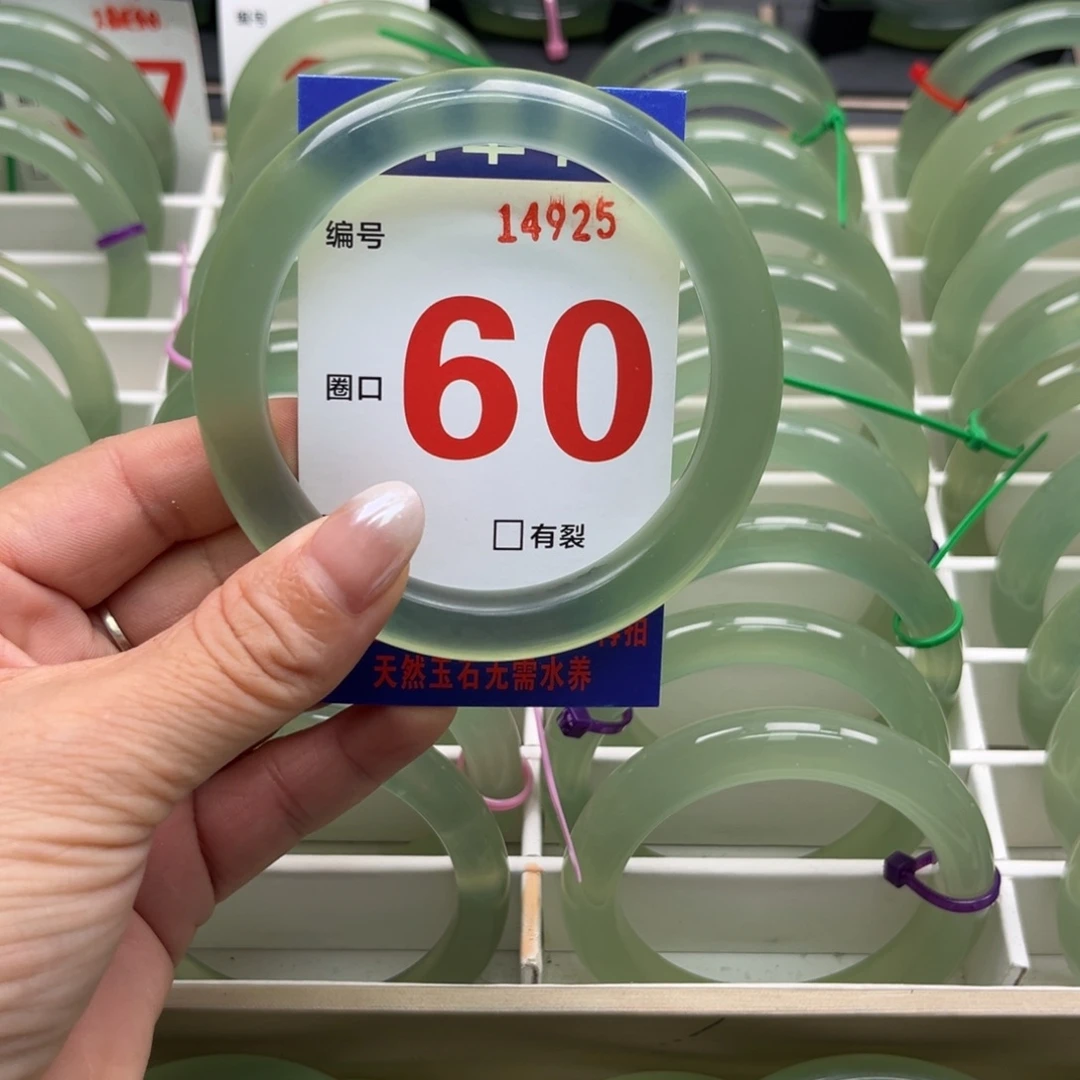 编号 14925
圈口 60
□有裂
天然玉石无需水养